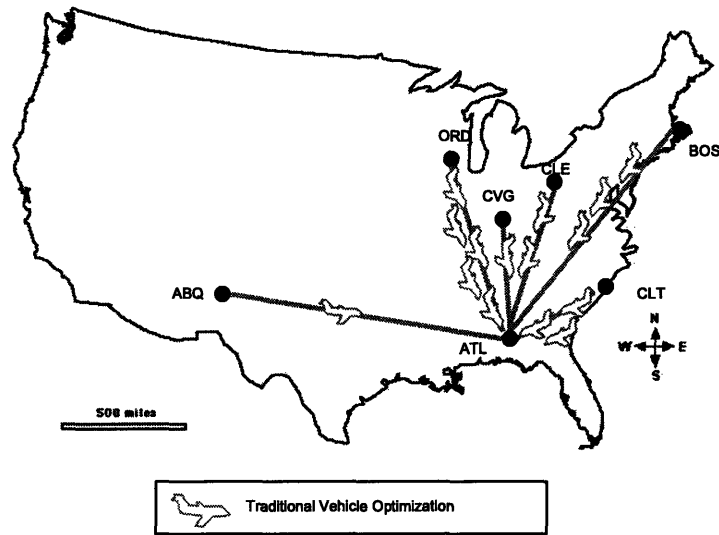 ORD
BOS
CLE
CVG
ABQ
CLT
ATL
N
W E
S
500 miles
Traditional Vehicle Optimization